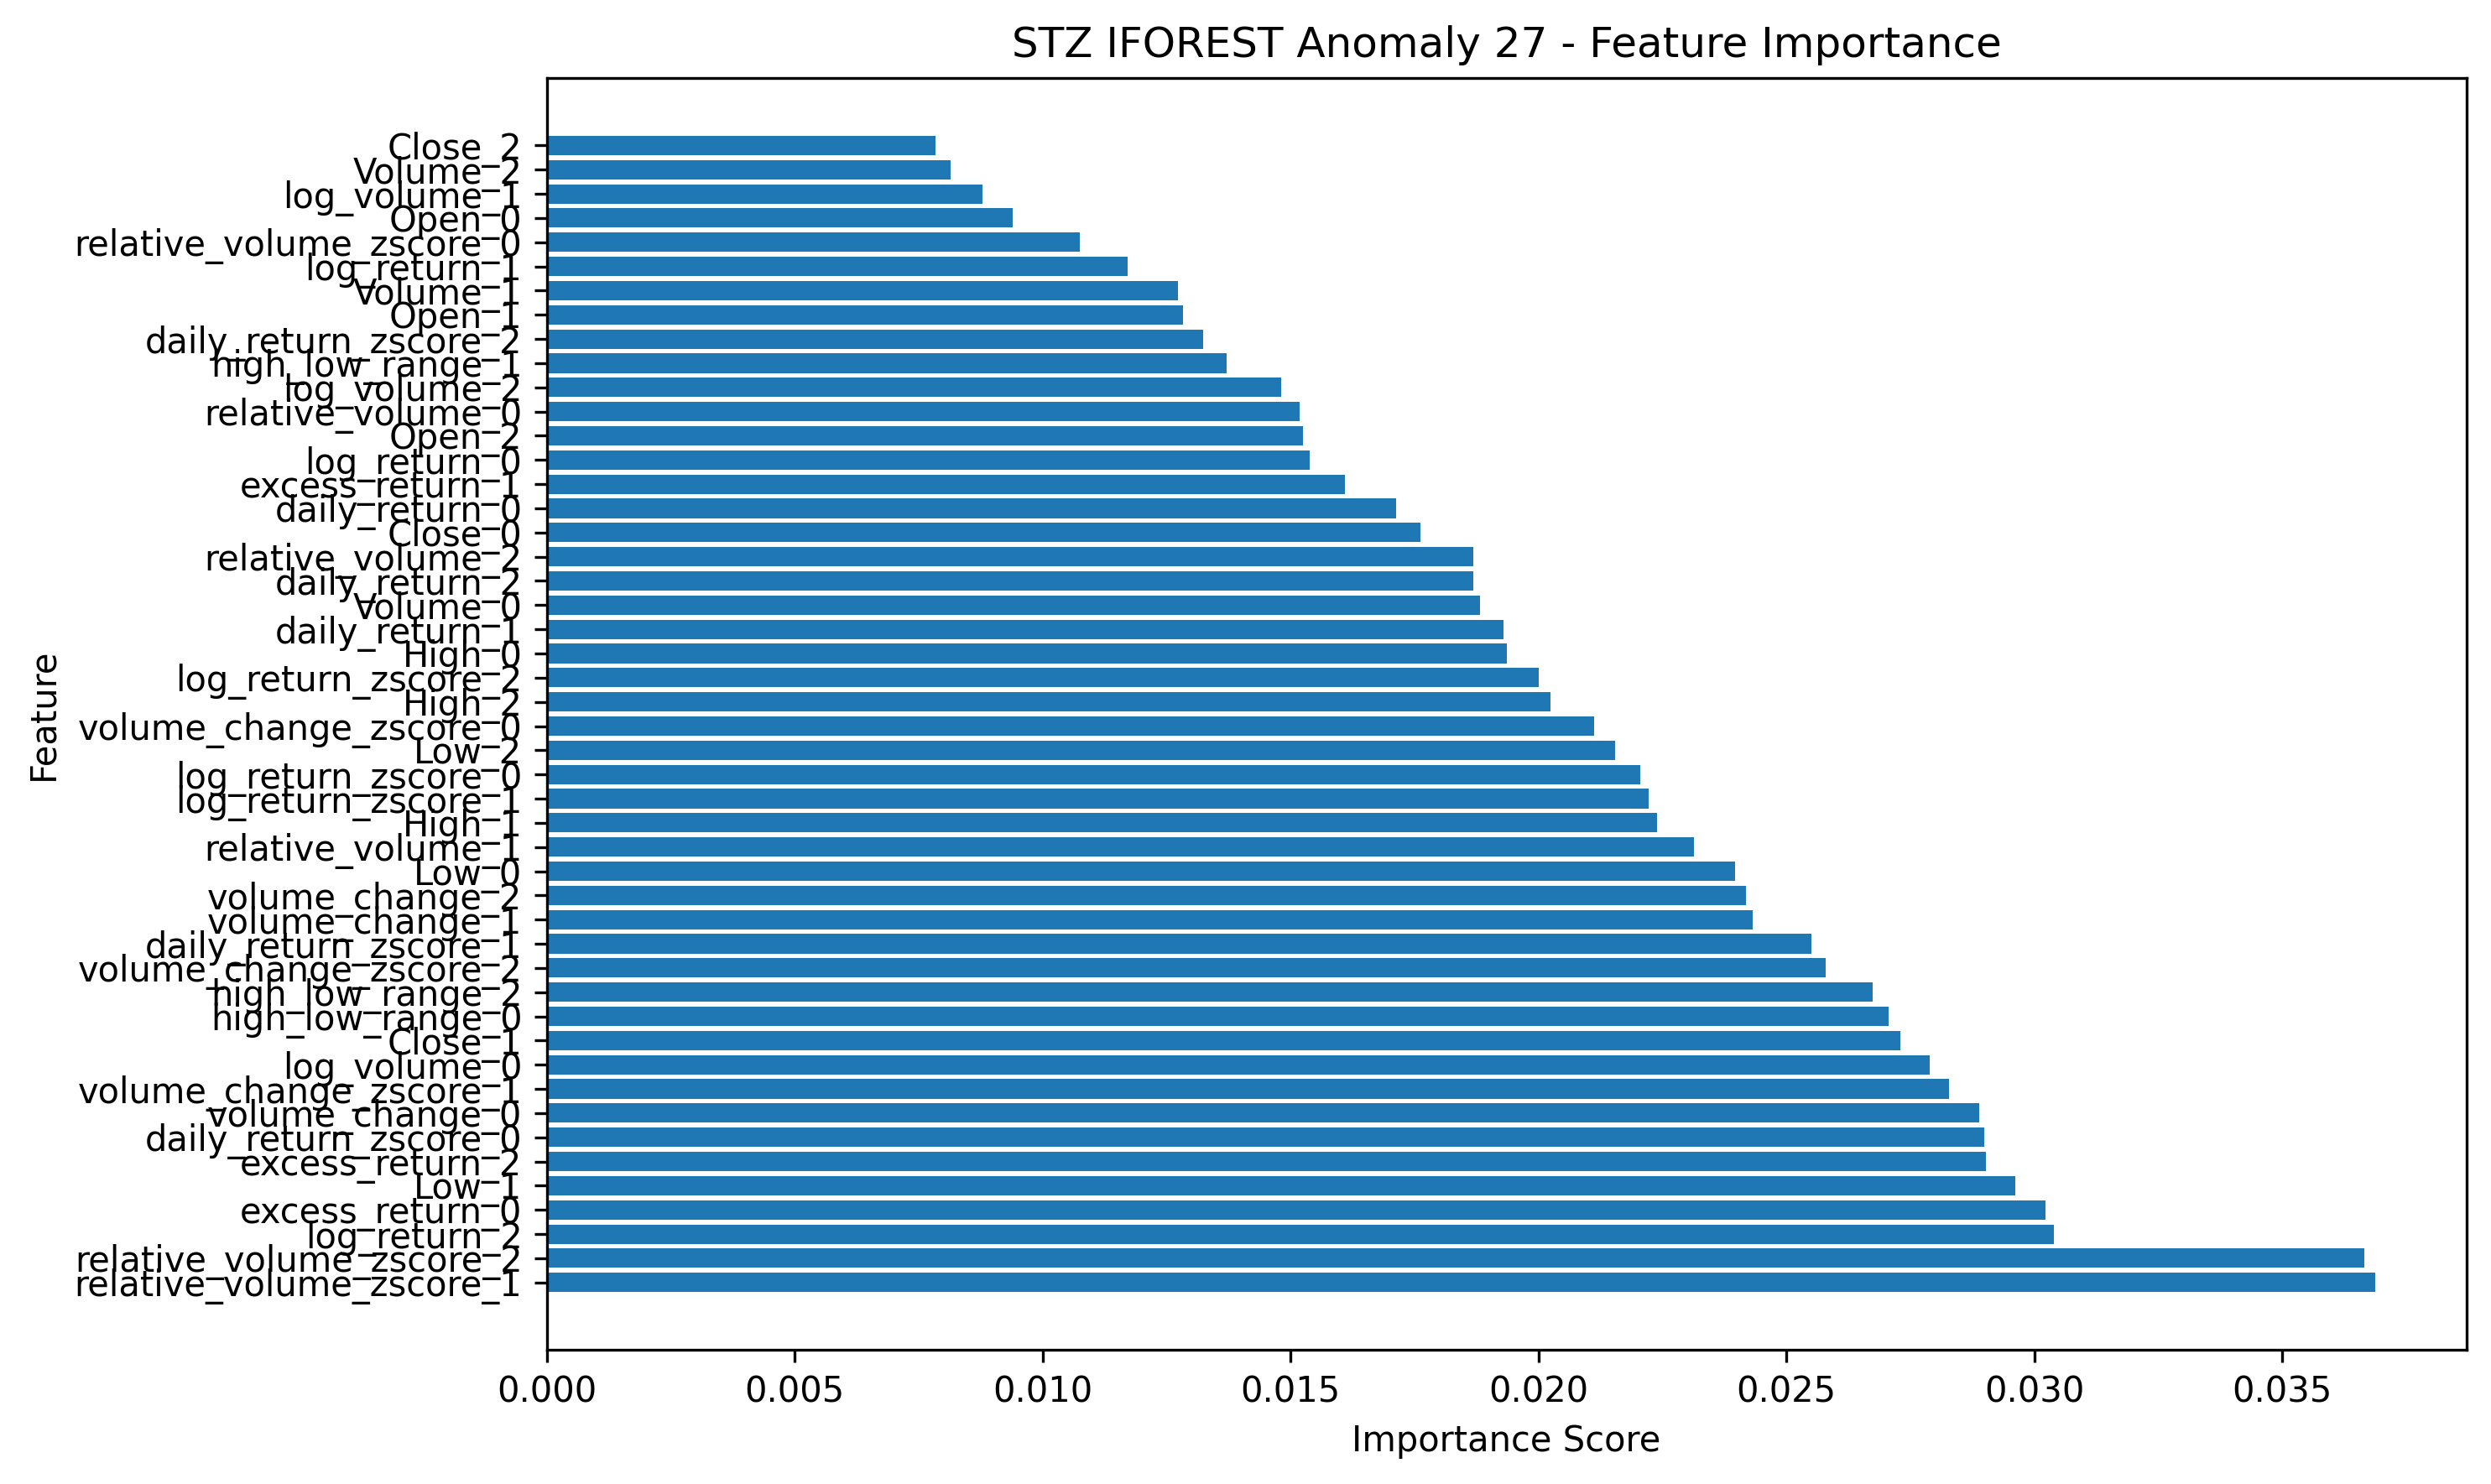 STZ IFOREST Anomaly 27 - Feature Importance
Close_2
Volume_2
log_volume_1
Open_0
relative_volume_zscore_0
log_return_1
Volume_1
Open_1
daily_return_zscore_2
high_low_range_1
log_volume_2
relative_volume_0
Open_2
log_return_0
excess_return_1
daily_return_0
Close_0
relative_volume_2
daily_return_2
Volume_0
daily_return_1
High_0
log_return_zscore_2
High_2
volume_change_zscore_0
Low_2
log_return_zscore_0
log_return_zscore_1
High_1
relative_volume_1
Low_0
volume_change_2
volume_change_1
daily_return_zscore_1
volume_change_zscore_2
high_low_range_2
high_low_range_0
Close_1
log_volume_0
volume_change_zscore_1
volume_change_0
daily_return_zscore_0
excess_return_2
Low_1
excess_return_0
log_return_2
relative_volume_zscore_2
relative_volume_zscore_1
Feature
0.000 0.005 0.010 0.015 0.020 0.025 0.030 0.035
Importance Score